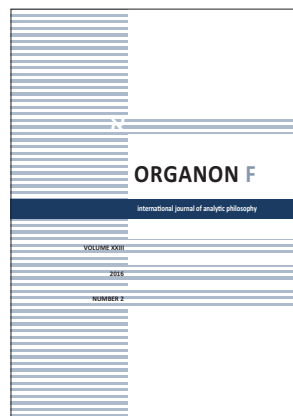 ORGANON F
international journal of analytic philosophy
VOLUME XXIII
2016
NUMBER 2